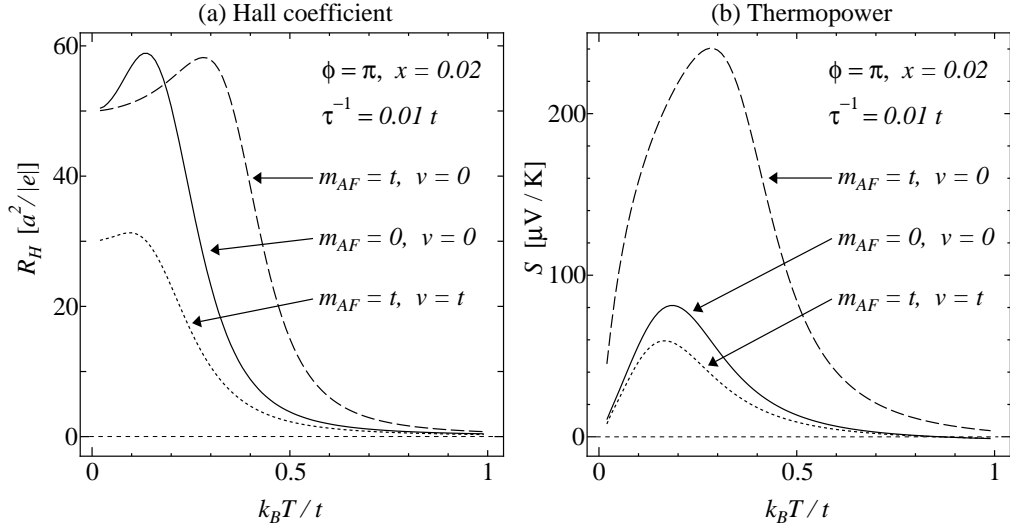 (a) Hall coefficient
60
40
20
0
R_H [a²/|e|]
ϕ = π, x = 0.02
τ⁻¹ = 0.01 t
m_AF = t, v = 0
m_AF = 0, v = 0
m_AF = t, v = t
0
0.5
1
k_B T / t
(b) Thermopower
200
100
0
S [μV / K]
ϕ = π, x = 0.02
τ⁻¹ = 0.01 t
m_AF = t, v = 0
m_AF = 0, v = 0
m_AF = t, v = t
0
0.5
1
k_B T / t